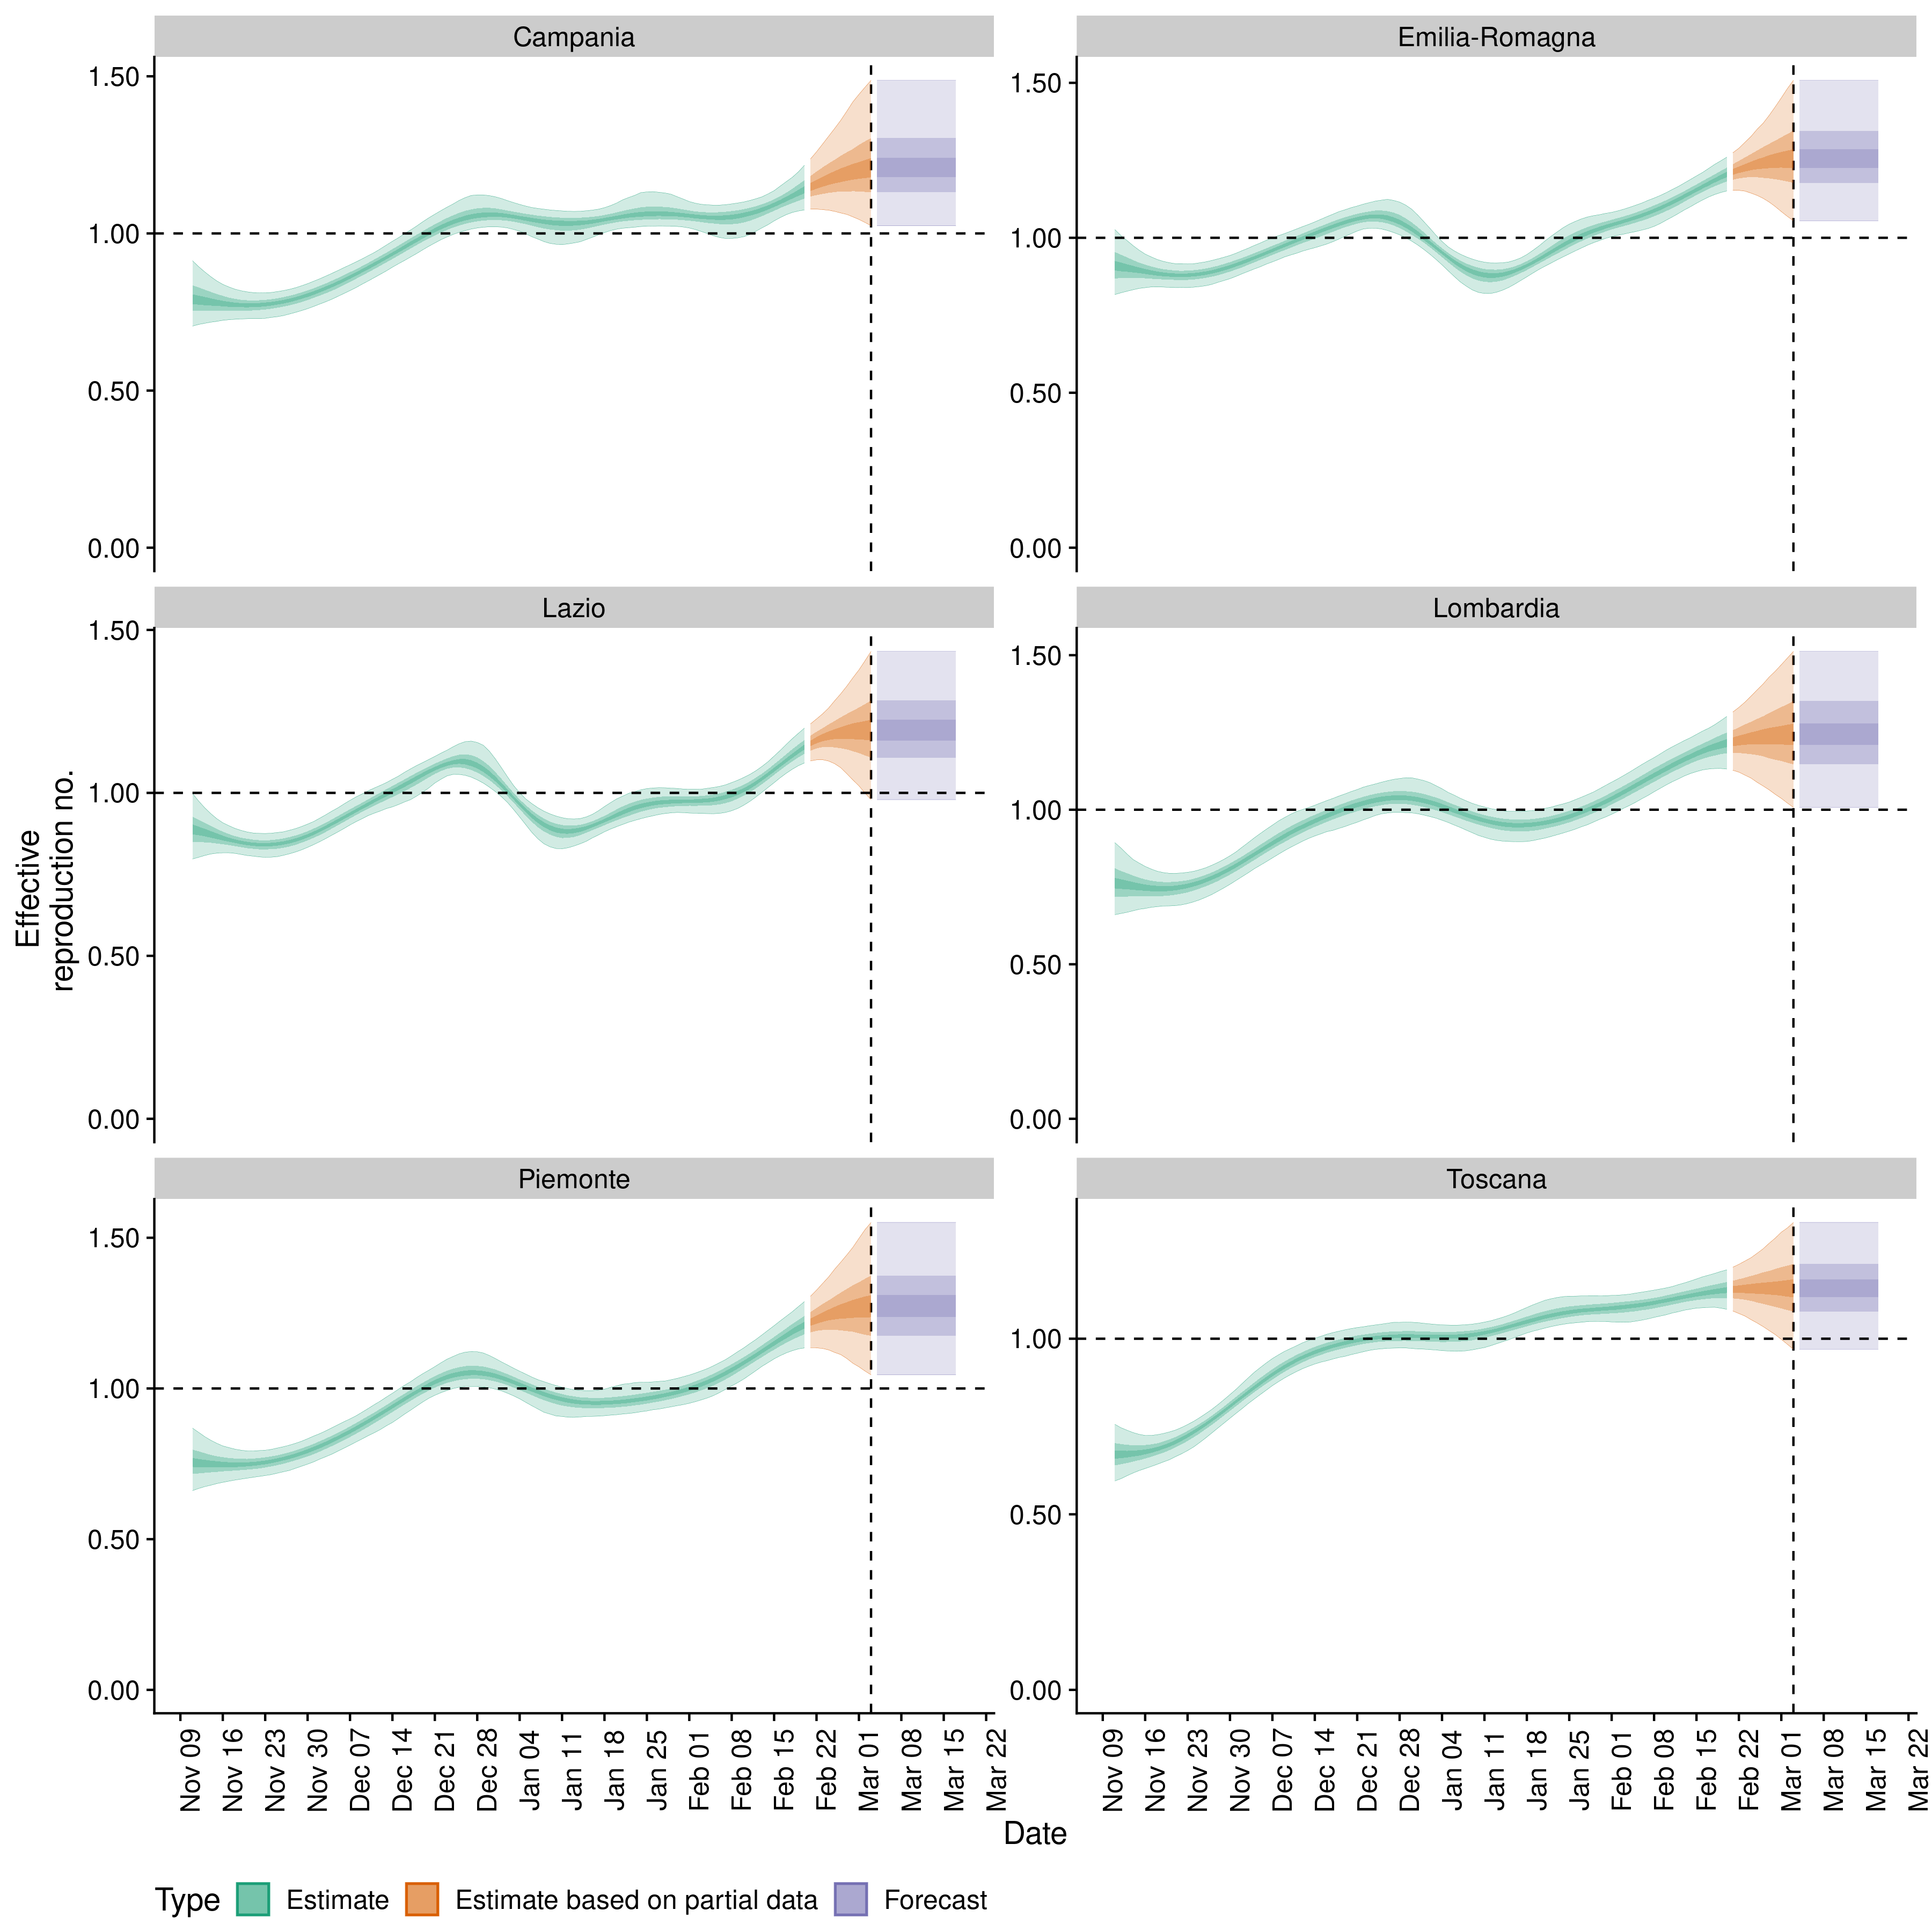 Campania
Emilia-Romagna
1.50
1.00
0.50
0.00
1.50
1.00
0.50
0.00
Lazio
Lombardia
1.50
1.00
0.50
0.00
1.50
1.00
0.50
0.00
Effective
reproduction no.
Piemonte
Toscana
1.50
1.00
0.50
0.00
1.00
0.50
0.00
Nov 09
Nov 16
Nov 23
Nov 30
Dec 07
Dec 14
Dec 21
Dec 28
Jan 04
Jan 11
Jan 18
Jan 25
Feb 01
Feb 08
Feb 15
Feb 22
Mar 01
Mar 08
Mar 15
Mar 22
Nov 09
Nov 16
Nov 23
Nov 30
Dec 07
Dec 14
Dec 21
Dec 28
Jan 04
Jan 11
Jan 18
Jan 25
Feb 01
Feb 08
Feb 15
Feb 22
Mar 01
Mar 08
Mar 15
Mar 22
Date
Type Estimate Estimate based on partial data Forecast